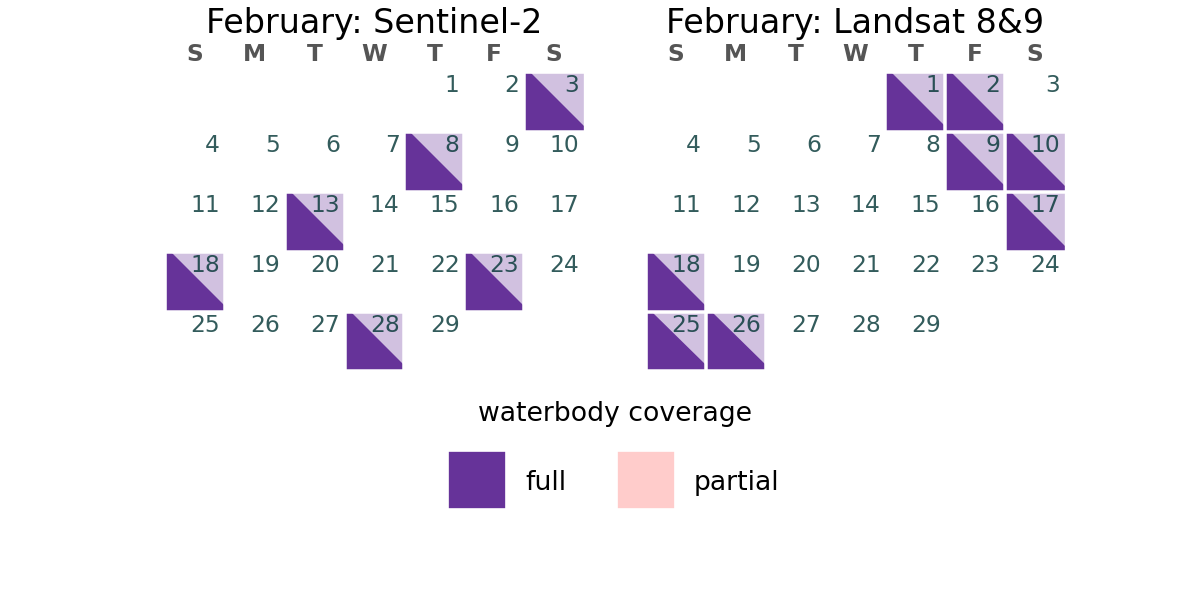 February: Sentinel-2
S M T W T F S
1 2 3
4 5 6 7 8 9 10
11 12 13 14 15 16 17
18 19 20 21 22 23 24
25 26 27 28 29
February: Landsat 8&9
S M T W T F S
1 2 3
4 5 6 7 8 9 10
11 12 13 14 15 16 17
18 19 20 21 22 23 24
25 26 27 28 29
waterbody coverage
full partial